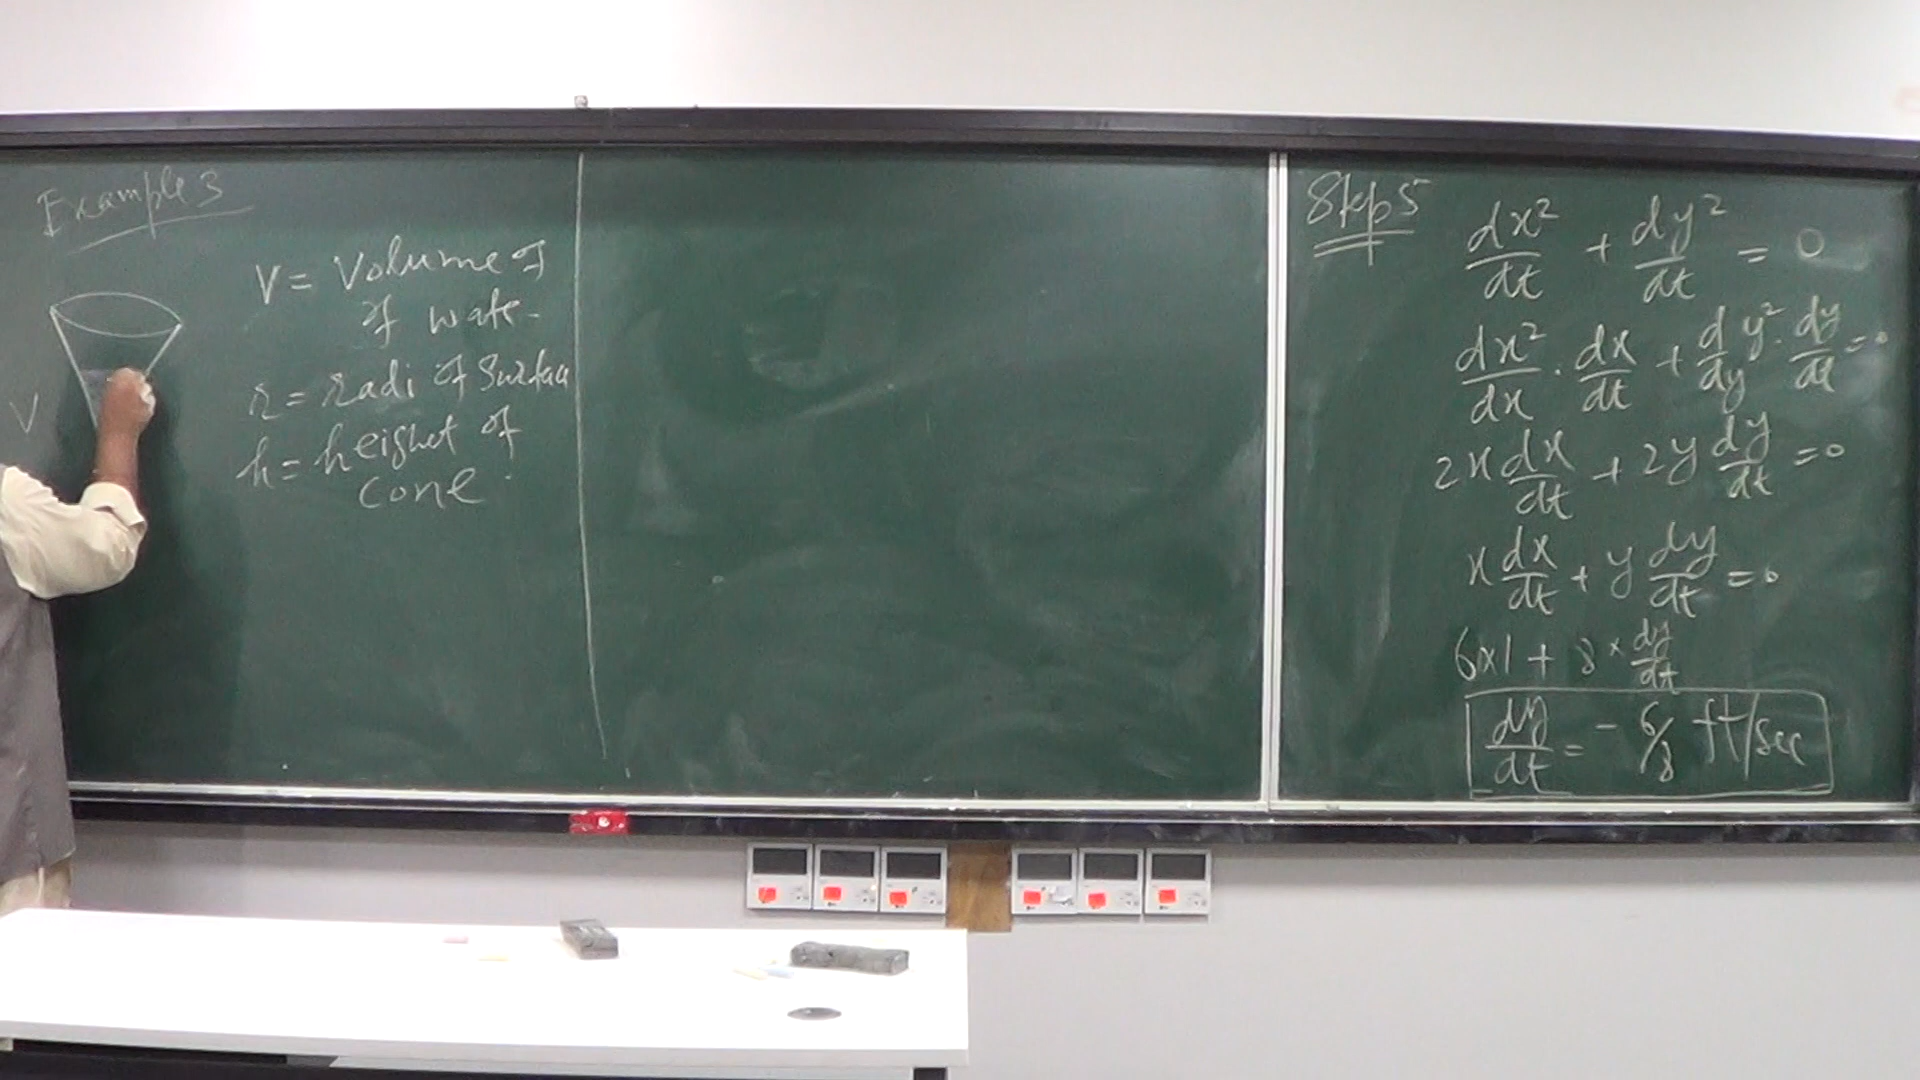 Example 3
V = Volume of
of wate-
r = radi of Surface
h = heighet of
cone.
V
Step 5
dx²/dt + dy²/dt = 0
dx²/dx · dx/dt + d/dy y² · dy/dt = 0
2x dx/dt + 2y dy/dt = 0
x dx/dt + y dy/dt = 0
6x1 + 8 × dy/dt
dy/dt = - 6/8 ft/sec